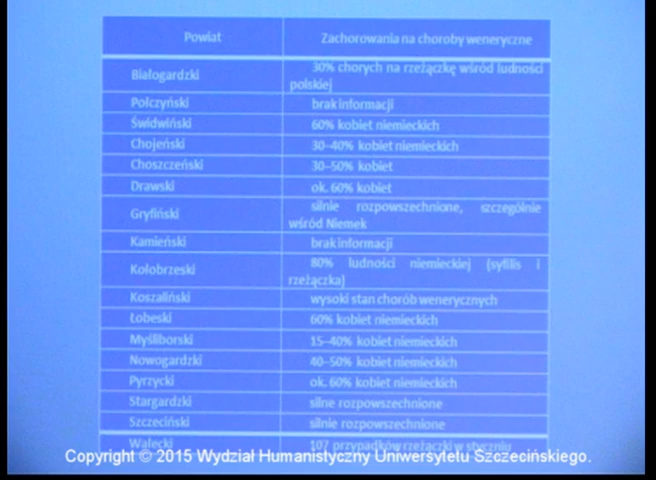 Powiat Zachorowania na choroby weneryczne
Białogardzki 30% chorych na rzeżączkę wśród ludności
polskiej
Połczyński brak informacji
Świdwiński 60% kobiet niemieckich
Chojeński 30–40% kobiet niemieckich
Choszczeński 30–50% kobiet
Drawski ok. 60% kobiet
Gryfiński silnie rozpowszechnione, szczególnie
wśród Niemek
Kamieński brak informacji
Kołobrzeski 80% ludności niemieckiej (syfilis i
rzeżączka)
Koszaliński wysoki stan chorób wenerycznych
Łobeski 60% kobiet niemieckich
Myśliborski 15–40% kobiet niemieckich
Nowogardzki 40–50% kobiet niemieckich
Pyrzycki ok. 60% kobiet niemieckich
Stargardzki silne rozpowszechnione
Szczeciński silnie rozpowszechnione
Wałecki 107 przypadków rzeżączki w styczniu
Copyright © 2015 Wydział Humanistyczny Uniwersytetu Szczecińskiego.